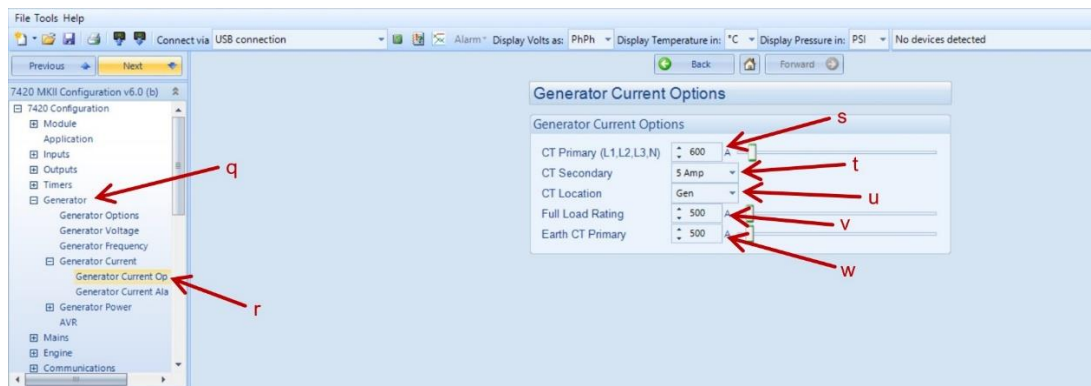 File Tools Help
Connect via USB connection Alarm Display Volts as: PhPh Display Temperature in: °C Display Pressure in: PSI No devices detected
Previous Next Back Forward
7420 MKII Configuration v6.0 (b)
7420 Configuration
Module
Application
Inputs
Outputs
Timers
Generator
Generator Options
Generator Voltage
Generator Frequency
Generator Current
Generator Current Op
Generator Current Ala
Generator Power
AVR
Mains
Engine
Communications
q
r
Generator Current Options
Generator Current Options
CT Primary (L1,L2,L3,N) 600 A
CT Secondary 5 Amp
CT Location Gen
Full Load Rating 500 A
Earth CT Primary 500 A
s
t
u
v
w